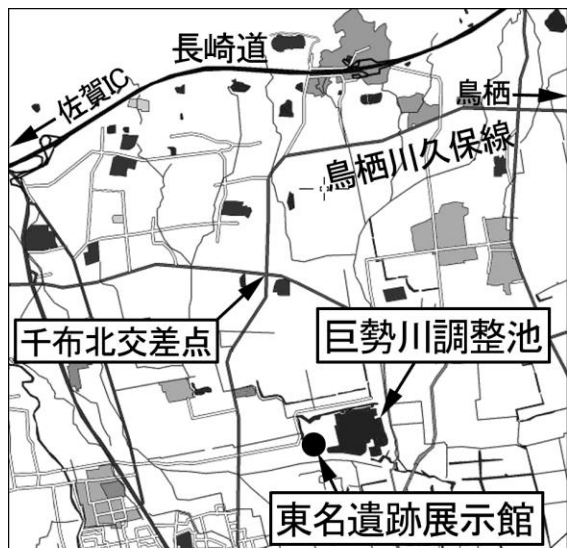 長崎道
佐賀IC
鳥栖
鳥栖川久保線
千布北交差点
巨勢川調整池
東名遺跡展示館